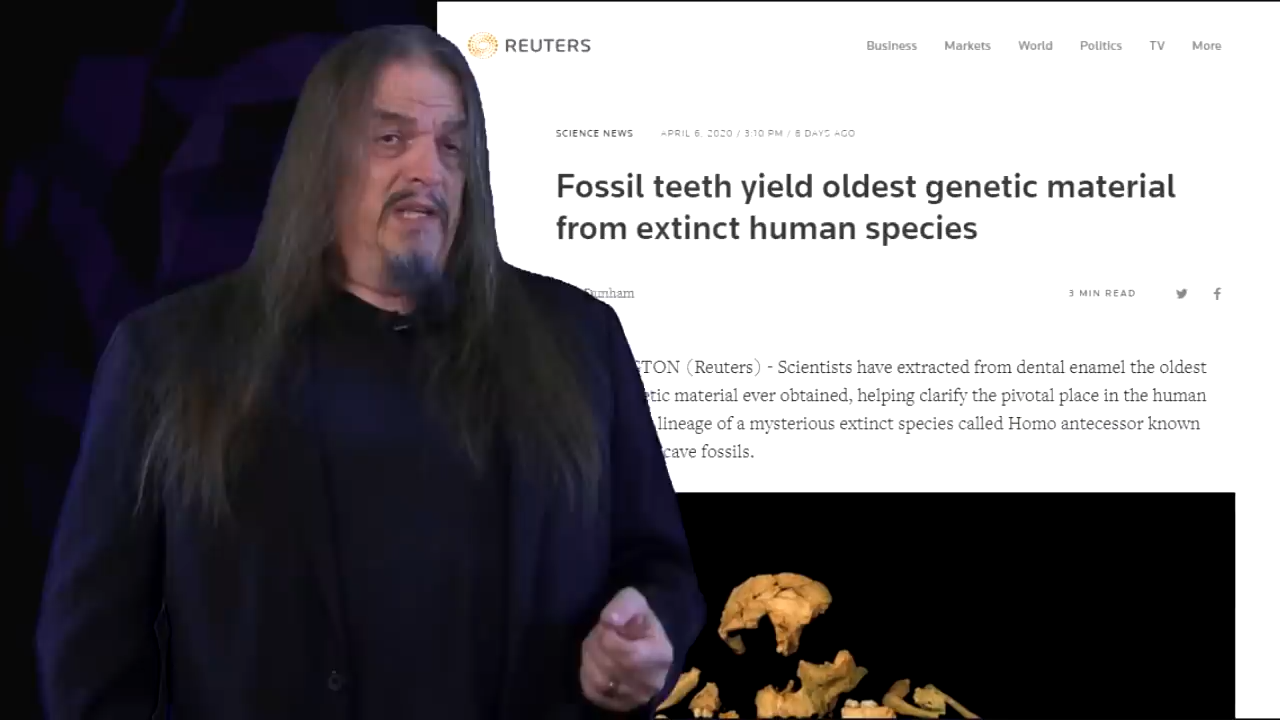 REUTERS
Business Markets World Politics TV More
SCIENCE NEWS APRIL 6, 2020 / 3:10 PM / 6 DAYS AGO
Fossil teeth yield oldest genetic material
from extinct human species
Dunham
3 MIN READ
(Reuters) - Scientists have extracted from dental enamel the oldest
material ever obtained, helping clarify the pivotal place in the human
lineage of a mysterious extinct species called Homo antecessor known
cave fossils.